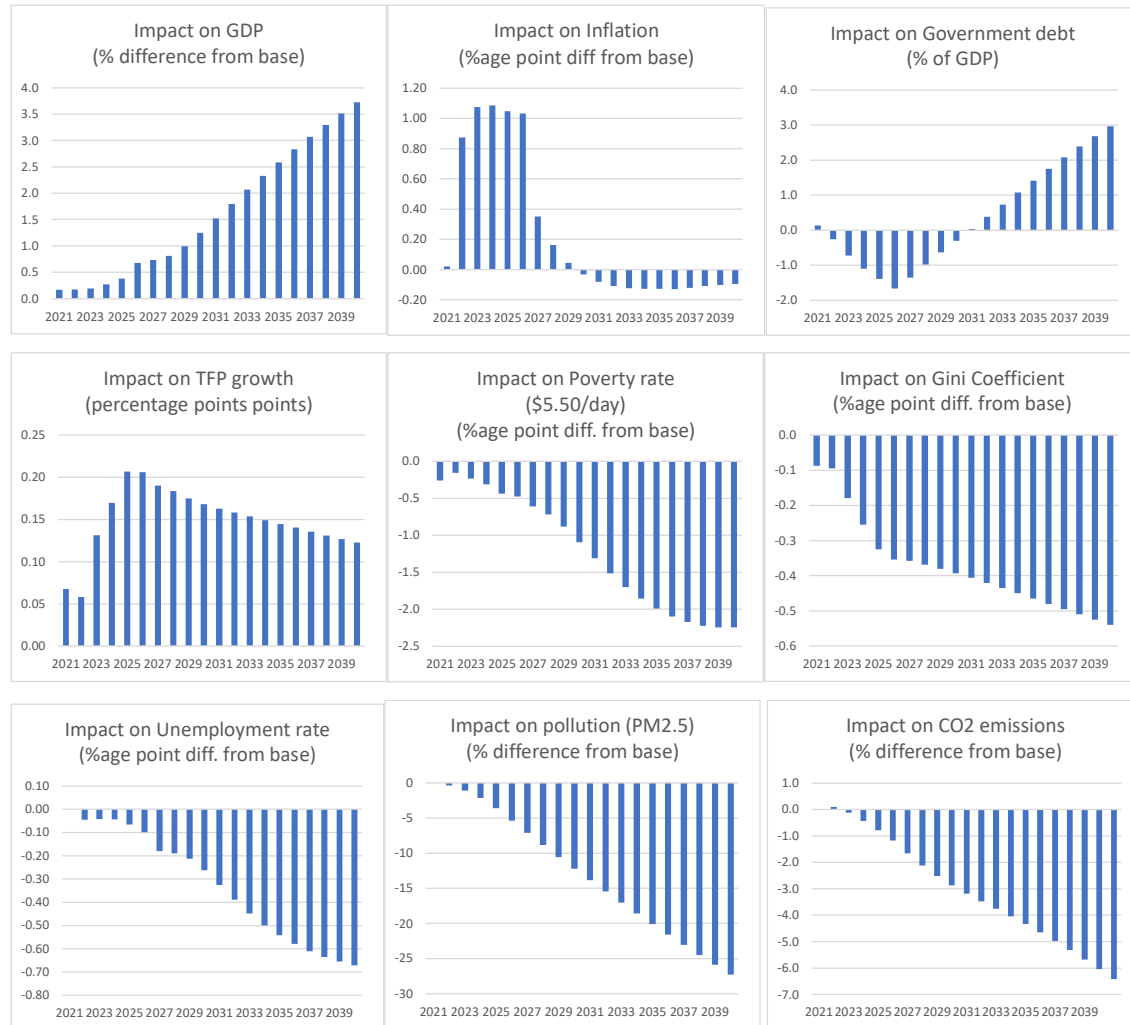 Impact on GDP
(% difference from base)
4.0
3.5
3.0
2.5
2.0
1.5
1.0
0.5
0.0
2021 2023 2025 2027 2029 2031 2033 2035 2037 2039
Impact on Inflation
(%age point diff from base)
1.20
1.00
0.80
0.60
0.40
0.20
0.00
-0.20
2021 2023 2025 2027 2029 2031 2033 2035 2037 2039
Impact on Government debt
(% of GDP)
4.0
3.0
2.0
1.0
0.0
-1.0
-2.0
2021 2023 2025 2027 2029 2031 2033 2035 2037 2039
Impact on TFP growth
(percentage points points)
0.25
0.20
0.15
0.10
0.05
0.00
2021 2023 2025 2027 2029 2031 2033 2035 2037 2039
Impact on Poverty rate
($5.50/day)
(%age point diff. from base)
0.0
-0.5
-1.0
-1.5
-2.0
-2.5
2021 2023 2025 2027 2029 2031 2033 2035 2037 2039
Impact on Gini Coefficient
(%age point diff. from base)
0.0
-0.1
-0.2
-0.3
-0.4
-0.5
-0.6
2021 2023 2025 2027 2029 2031 2033 2035 2037 2039
Impact on Unemployment rate
(%age point diff. from base)
0.10
0.00
-0.10
-0.20
-0.30
-0.40
-0.50
-0.60
-0.70
-0.80
2021 2023 2025 2027 2029 2031 2033 2035 2037 2039
Impact on pollution (PM2.5)
(% difference from base)
0
-5
-10
-15
-20
-25
-30
2021 2023 2025 2027 2029 2031 2033 2035 2037 2039
Impact on CO2 emissions
(% difference from base)
1.0
0.0
-1.0
-2.0
-3.0
-4.0
-5.0
-6.0
-7.0
2021 2023 2025 2027 2029 2031 2033 2035 2037 2039